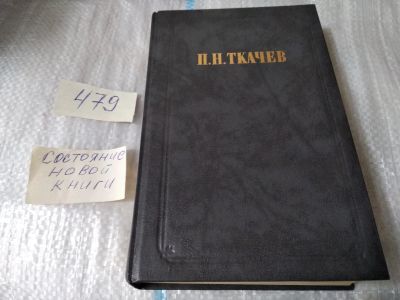 П.Н.ТКАЧЕВ
479
Состояние
новой
книги